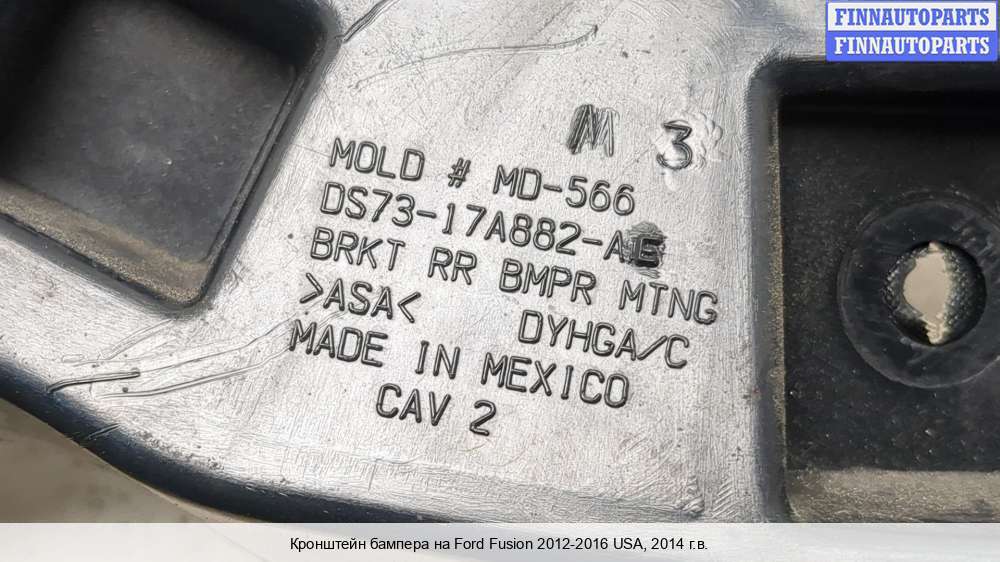 FINNAUTOPARTS
FINNAUTOPARTS
3
MOLD # MD-566
DS73-17A882-AE
BRKT RR BMPR MTNG
>ASA< DYHGA/C
MADE IN MEXICO
CAV 2
Кронштейн бампера на Ford Fusion 2012-2016 USA, 2014 г.в.